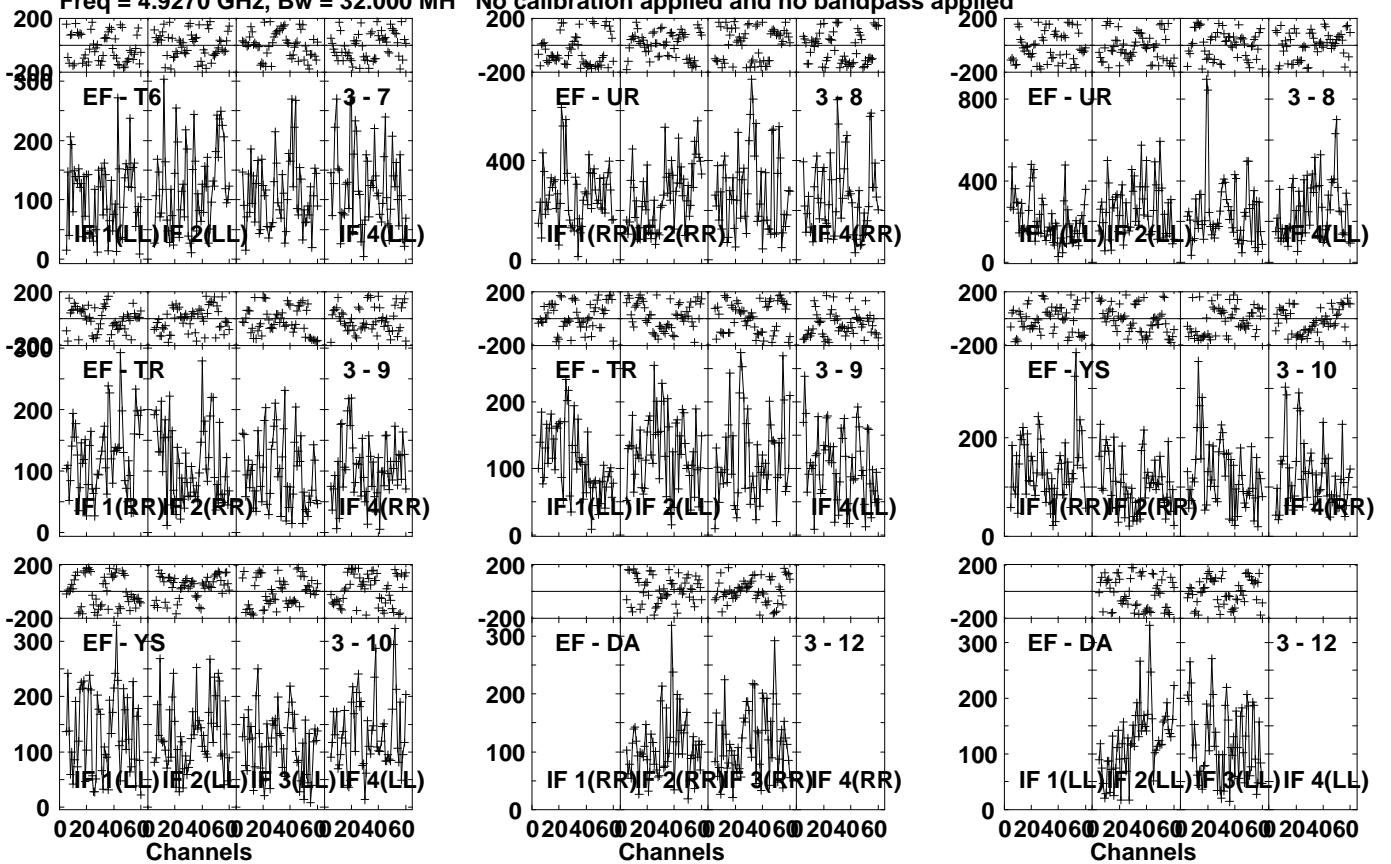 Freq = 4.9270 GHz, Bw = 32.000 MH No calibration applied and no bandpass applied
200 200 200
-200 -200 -200
300
EF - T6 3 - 7 EF - UR 3 - 8 EF - UR 3 - 8
800
200
400 400
100
IF 1(LL) IF 2(LL) IF 4(LL) IF 1(RR) IF 2(RR) IF 4(RR) IF 1(LL) IF 2(LL) IF 4(LL)
0 0 0
200 200 200
-200 -200 -200
300
EF - TR 3 - 9 EF - TR 3 - 9 EF - YS 3 - 10
200 200 200
100 100
IF 1(RR) IF 2(RR) IF 4(RR) IF 1(LL) IF 2(LL) IF 4(LL) IF 1(RR) IF 2(RR) IF 4(RR)
0 0 0
200 200 200
-200 -200 -200
300 300 300
EF - YS 3 - 10 EF - DA 3 - 12 EF - DA 3 - 12
200 200 200
100 100 100
IF 1(LL) IF 2(LL) IF 3(LL) IF 4(LL) IF 1(RR) IF 2(RR) IF 3(RR) IF 4(RR) IF 1(LL) IF 2(LL) IF 3(LL) IF 4(LL)
0 0 0
0 20 40 60 0 20 40 60 0 20 40 60 0 20 40 60 0 20 40 60 0 20 40 60 0 20 40 60 0 20 40 60 0 20 40 60 0 20 40 60 0 20 40 60 0 20 40 60
Channels Channels Channels